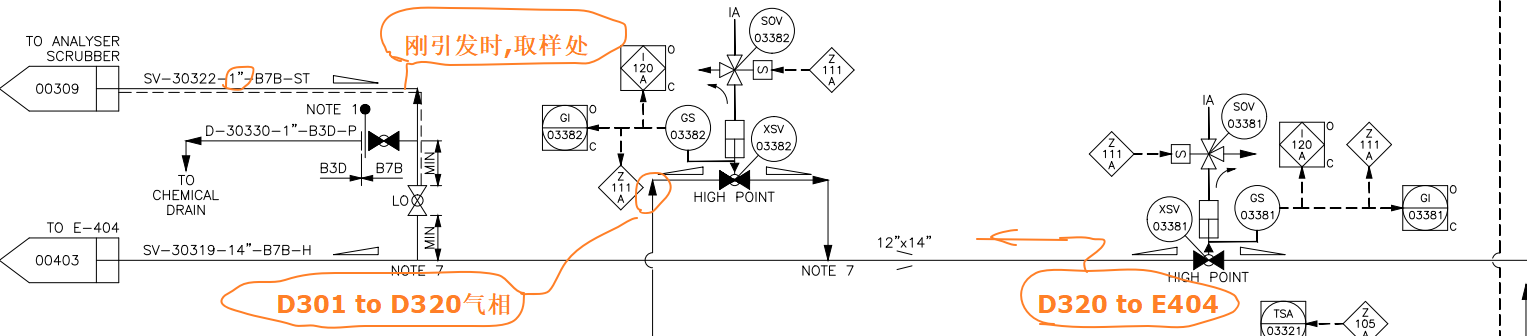 IA
SOV
03382
TO ANALYSER
SCRUBBER
刚引发时,取样处
I
120
A
O
C
Z
111
A
S
SV-30322-1”-B7B-ST
00309
NOTE 1
GI
03382
O
C
GS
03382
XSV
03382
IA
SOV
03381
D-30330-1”-B3D-P
Z
111
A
S
I
120
A
O
C
Z
111
A
B3D
B7B
MIN
Z
111
A
HIGH POINT
TO
CHEMICAL
DRAIN
LO
XSV
03381
GS
03381
GI
03381
O
C
TO E-404
SV-30319-14”-B7B-H
MIN
12”x14”
00403
NOTE 7
NOTE 7
HIGH POINT
D301 to D320气相
D320 to E404
TSA
03321
Z
105
A